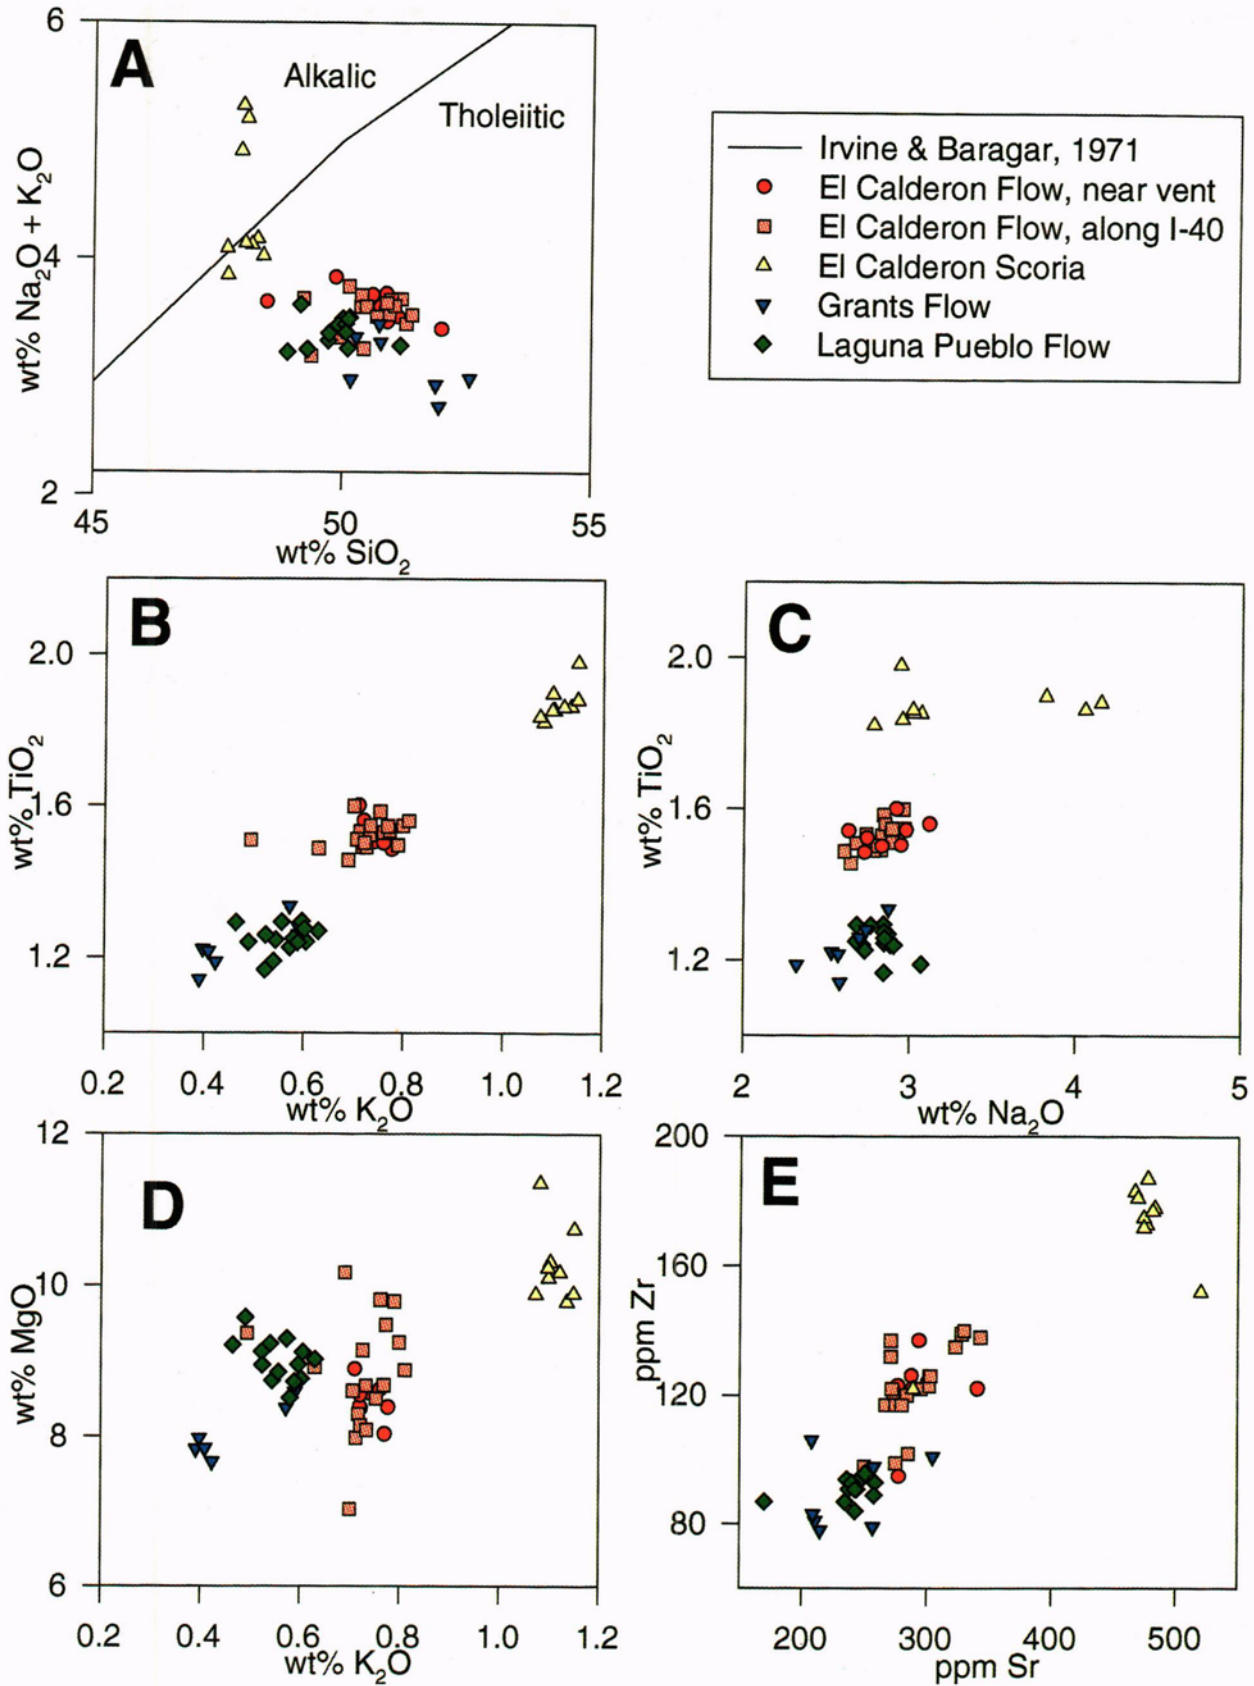 6
A
Alkalic
Tholeiitic
wt% Na₂O + K₂O
4
2
45
50
55
wt% SiO₂
Irvine & Baragar, 1971
El Calderon Flow, near vent
El Calderon Flow, along I-40
El Calderon Scoria
Grants Flow
Laguna Pueblo Flow
B
2.0
wt% TiO₂
1.6
1.2
0.2 0.4 0.6 0.8 1.0 1.2
wt% K₂O
C
2.0
wt% TiO₂
1.6
1.2
2 3 4 5
wt% Na₂O
12
D
wt% MgO
10
8
6
0.2 0.4 0.6 0.8 1.0 1.2
wt% K₂O
200
E
160
ppm Zr
120
80
200 300 400 500
ppm Sr